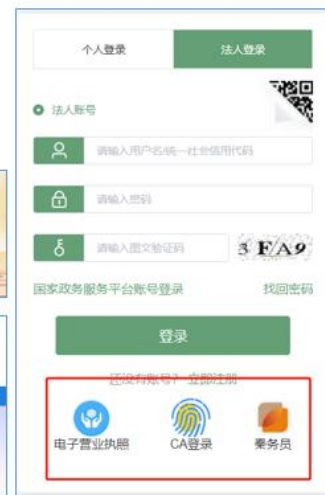 个人登录
法人登录
法人账号
请输入用户名/统一社会信用代码
请输入密码
请输入图文验证码
3 FA9
国家政务服务平台账号登录
找回密码
登录
还没有账号? 立即注册
电子营业执照
CA登录
秦务员